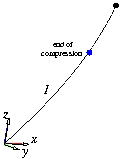 end of
compression
l
z
x
y